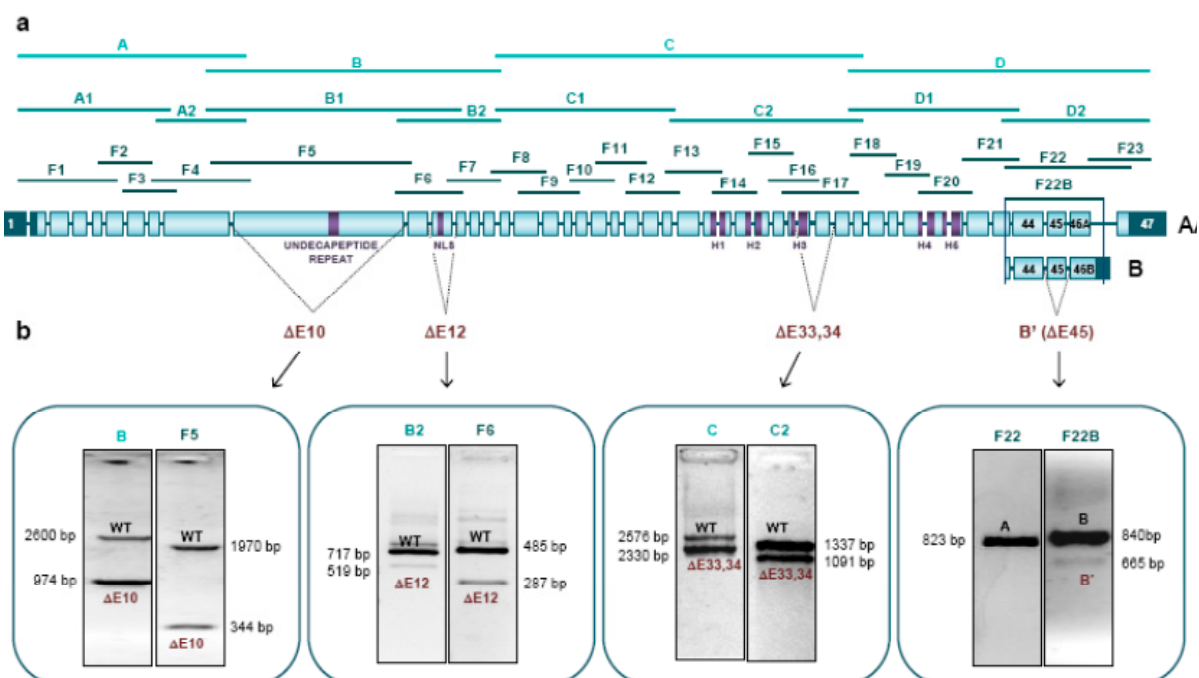 a
A
C
B
D
A1
B1
C1
D1
A2
B2
C2
D2
F2
F5
F8
F11
F13
F15
F18
F21
F23
F1
F3
F4
F6
F7
F9
F10
F12
F14
F16
F17
F19
F20
F22
F22B
1
44
45
46A
47
UNDECAPEPTIDE
REPEAT
NLS
H1
H2
H3
H4
H5
44
45
46B
B
b
ΔE10
ΔE12
ΔE33,34
B' (ΔE45)
B
F5
WT
WT
2600 bp
1970 bp
974 bp
ΔE10
344 bp
ΔE10
B2
F6
WT
WT
717 bp
485 bp
519 bp
287 bp
ΔE12
ΔE12
C
C2
WT
WT
2576 bp
1337 bp
2330 bp
1091 bp
ΔE33,34
ΔE33,34
F22
F22B
A
B
823 bp
840bp
665 bp
B'